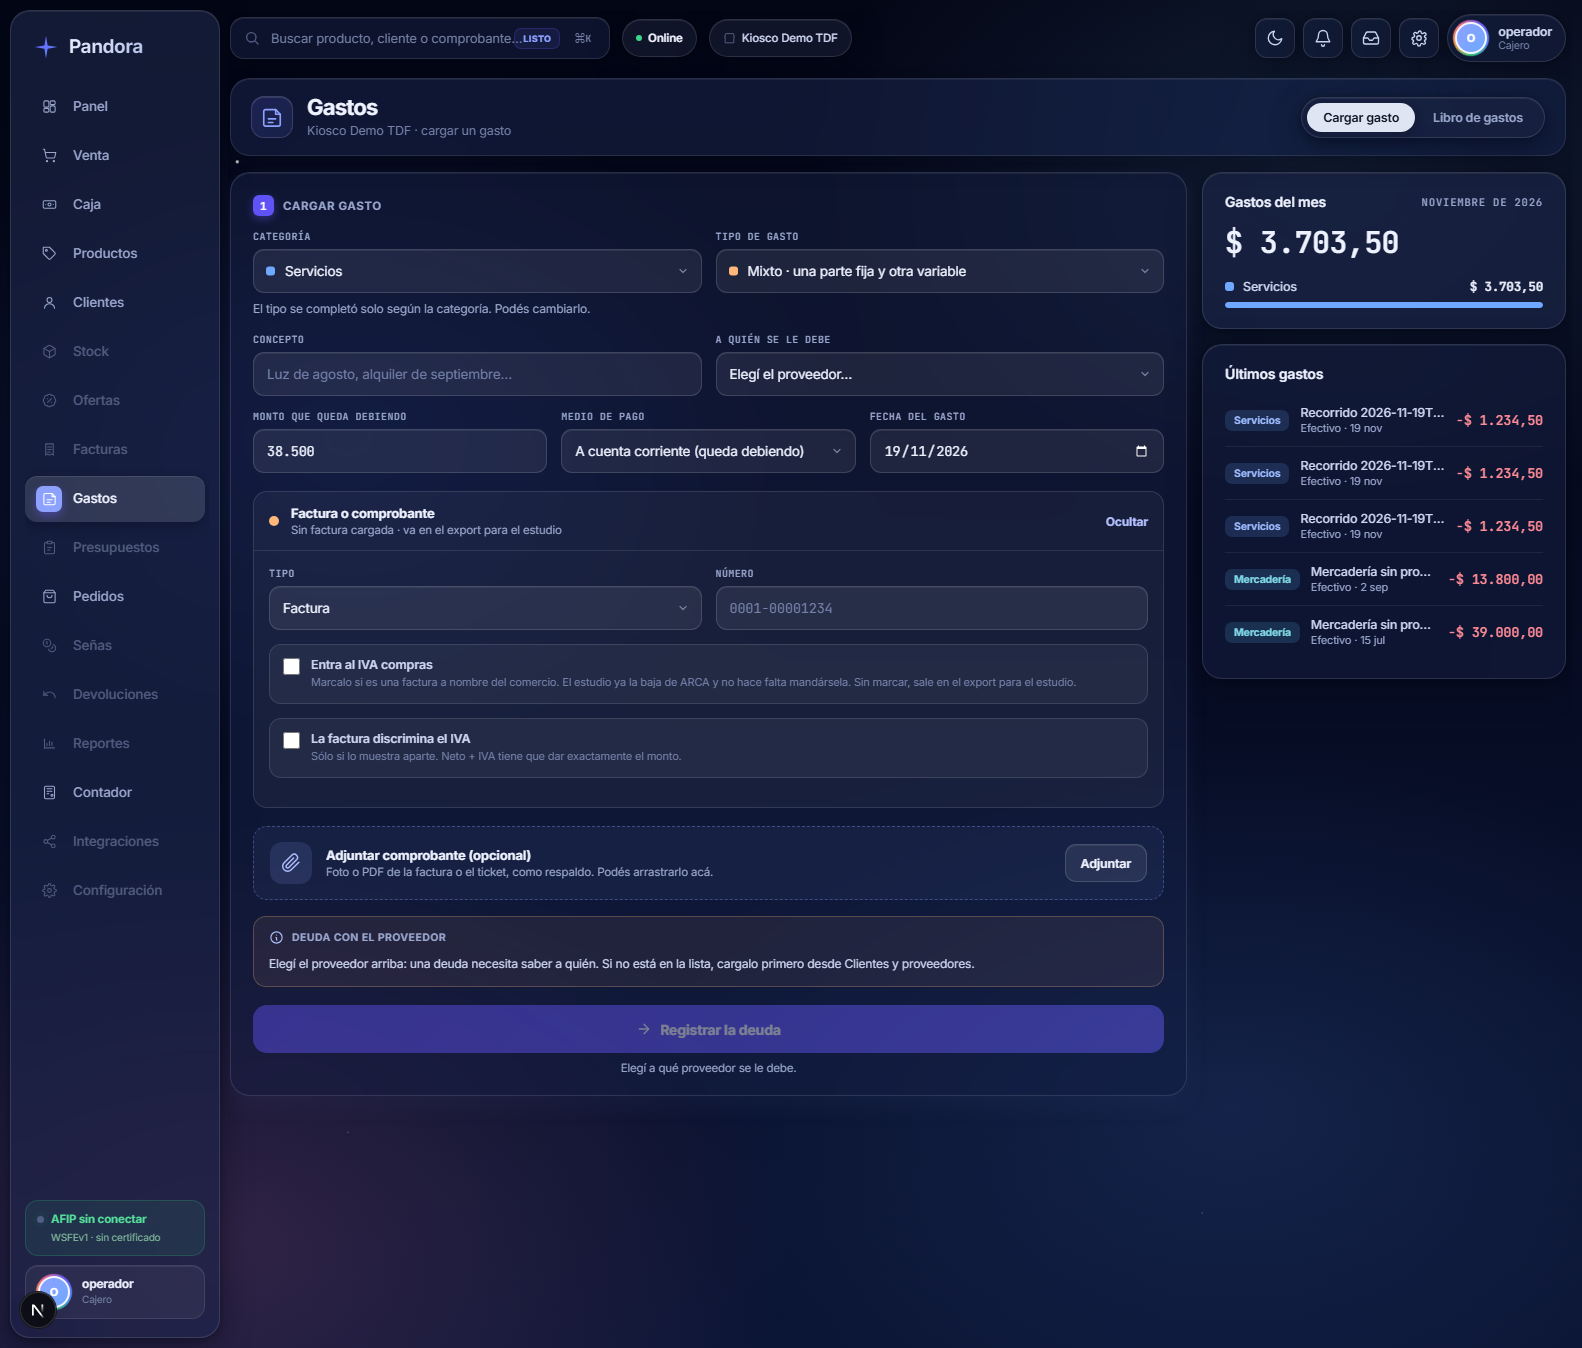 Pandora
Panel
Venta
Caja
Productos
Clientes
Stock
Ofertas
Facturas
Gastos
Presupuestos
Pedidos
Señas
Devoluciones
Reportes
Contador
Integraciones
Configuración
AFIP sin conectar
WSFEv1 · sin certificado
O
operador
Cajero
N
Buscar producto, cliente o comprobante...
LISTO
⌘K
Online
Kiosco Demo TDF
O
operador
Cajero
Gastos
Kiosco Demo TDF · cargar un gasto
Cargar gasto
Libro de gastos
1 CARGAR GASTO
CATEGORÍA
Servicios
TIPO DE GASTO
Mixto · una parte fija y otra variable
El tipo se completó solo según la categoría. Podés cambiarlo.
CONCEPTO
Luz de agosto, alquiler de septiembre...
A QUIÉN SE LE DEBE
Elegí el proveedor...
MONTO QUE QUEDA DEBIENDO
38.500
MEDIO DE PAGO
A cuenta corriente (queda debiendo)
FECHA DEL GASTO
19/11/2026
Factura o comprobante
Sin factura cargada · va en el export para el estudio
Ocultar
TIPO
Factura
NÚMERO
0001-00001234
Entra al IVA compras
Marcalo si es una factura a nombre del comercio. El estudio ya la baja de ARCA y no hace falta mandársela. Sin marcar, sale en el export para el estudio.
La factura discrimina el IVA
Sólo si lo muestra aparte. Neto + IVA tiene que dar exactamente el monto.
Adjuntar comprobante (opcional)
Foto o PDF de la factura o el ticket, como respaldo. Podés arrastrarlo acá.
Adjuntar
DEUDA CON EL PROVEEDOR
Elegí el proveedor arriba: una deuda necesita saber a quién. Si no está en la lista, cargalo primero desde Clientes y proveedores.
→ Registrar la deuda
Elegí a qué proveedor se le debe.
Gastos del mes
NOVIEMBRE DE 2026
$ 3.703,50
Servicios
$ 3.703,50
Últimos gastos
Servicios
Recorrido 2026-11-19T...
Efectivo · 19 nov
-$ 1.234,50
Servicios
Recorrido 2026-11-19T...
Efectivo · 19 nov
-$ 1.234,50
Servicios
Recorrido 2026-11-19T...
Efectivo · 19 nov
-$ 1.234,50
Mercadería
Mercadería sin pro...
Efectivo · 2 sep
-$ 13.800,00
Mercadería
Mercadería sin pro...
Efectivo · 15 jul
-$ 39.000,00